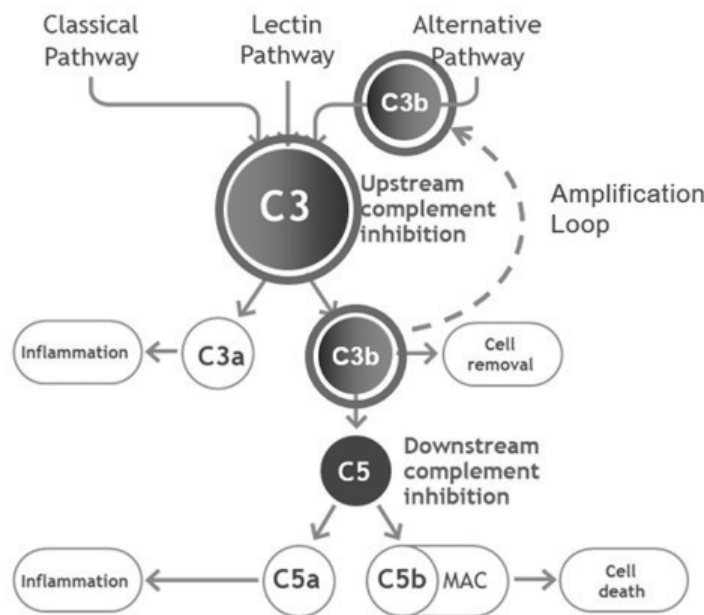 Classical
Pathway
Lectin
Pathway
Alternative
Pathway
C3b
C3
Upstream
complement
inhibition
Amplification
Loop
Inflammation
C3a
C3b
Cell
removal
C5
Downstream
complement
inhibition
Inflammation
C5a
C5b
MAC
Cell
death